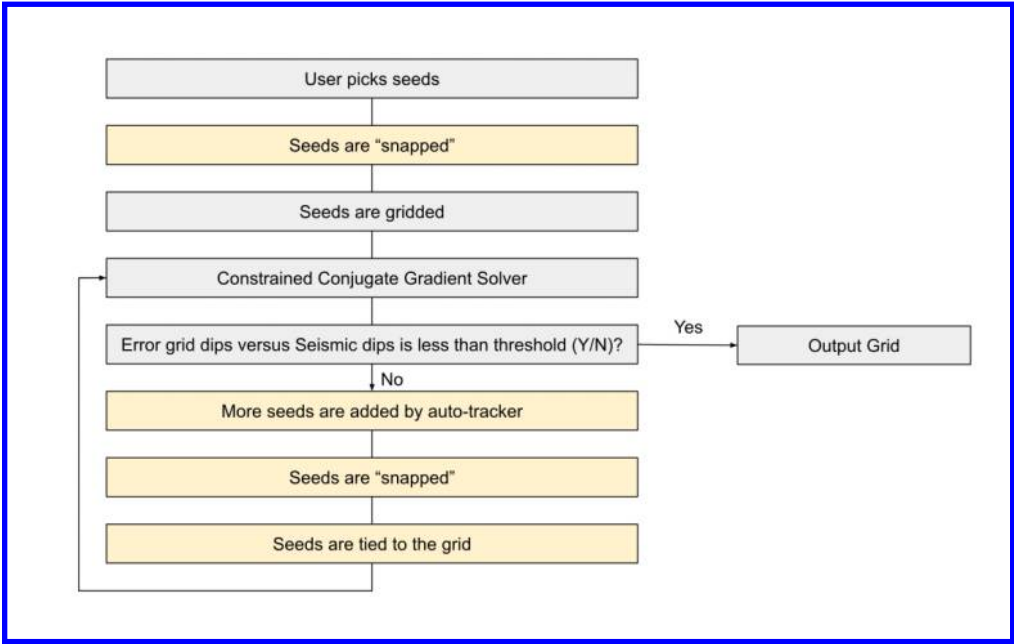 User picks seeds
Seeds are “snapped”
Seeds are gridded
Constrained Conjugate Gradient Solver
Error grid dips versus Seismic dips is less than threshold (Y/N)?
Yes
Output Grid
No
More seeds are added by auto-tracker
Seeds are “snapped”
Seeds are tied to the grid